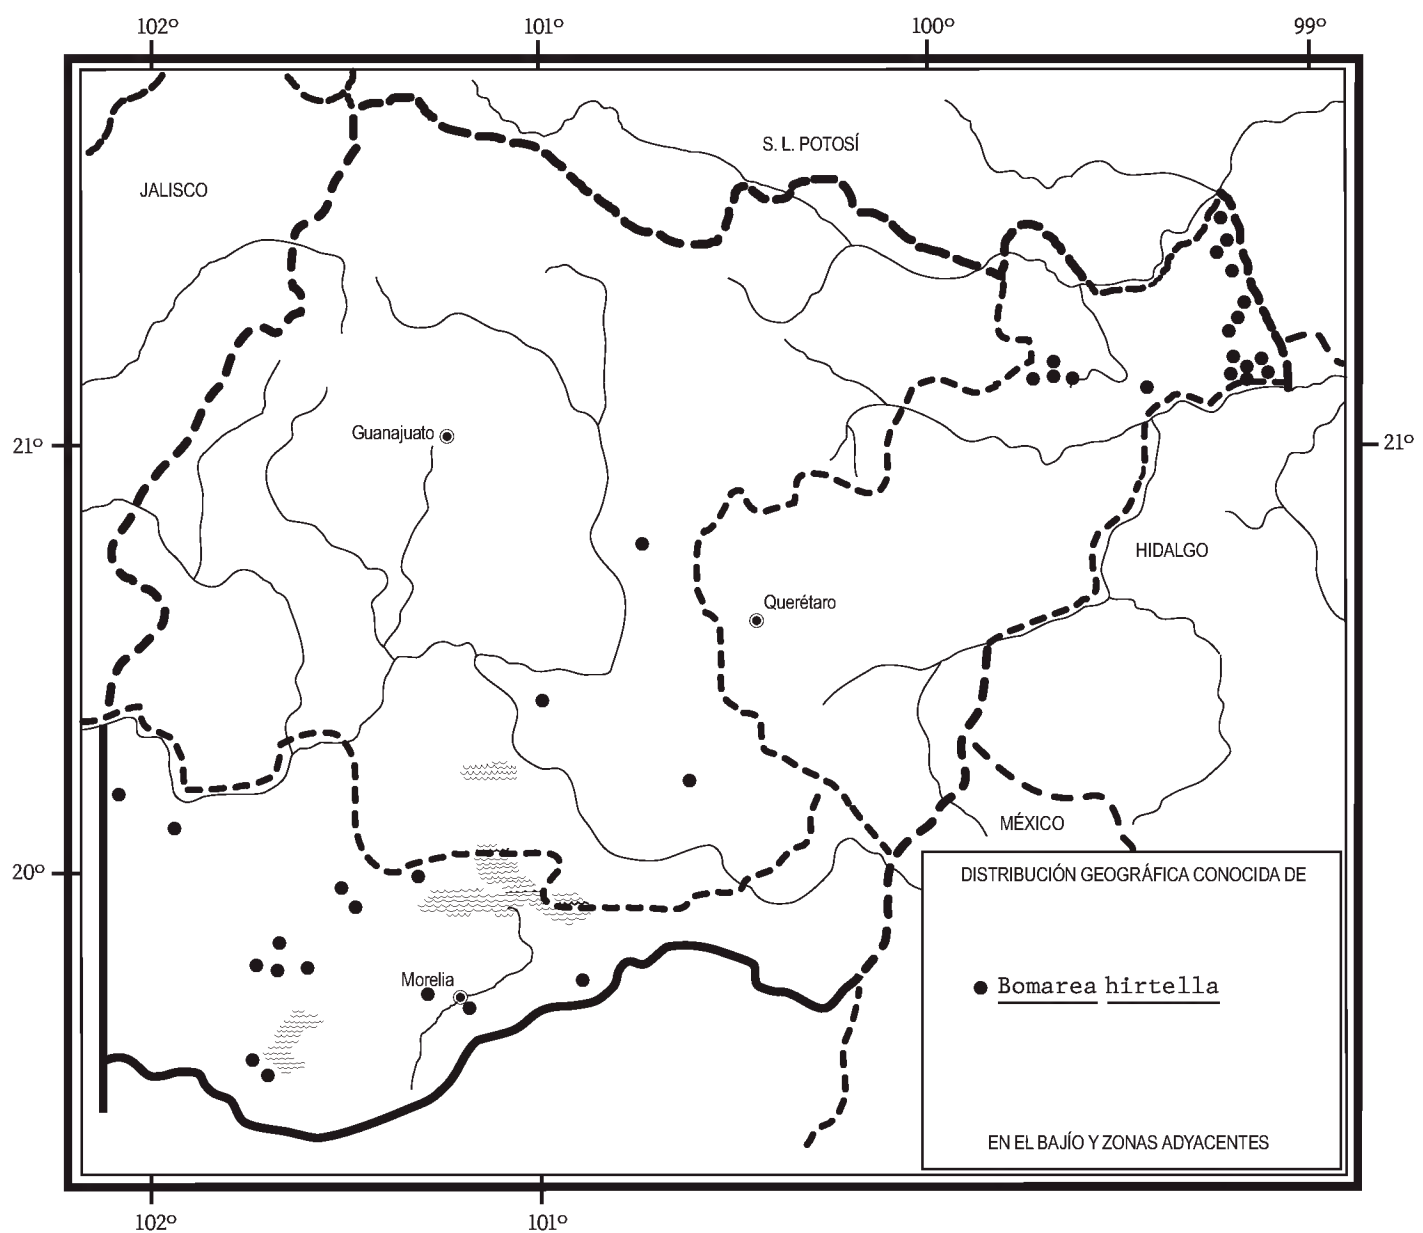 102º 101º 100º 99º
S. L. POTOSÍ
JALISCO
Guanajuato
21º 21º
HIDALGO
Querétaro
MÉXICO
20º
DISTRIBUCIÓN GEOGRÁFICA CONOCIDA DE
Morelia
Bomarea hirtella
EN EL BAJÍO Y ZONAS ADYACENTES
102º 101º